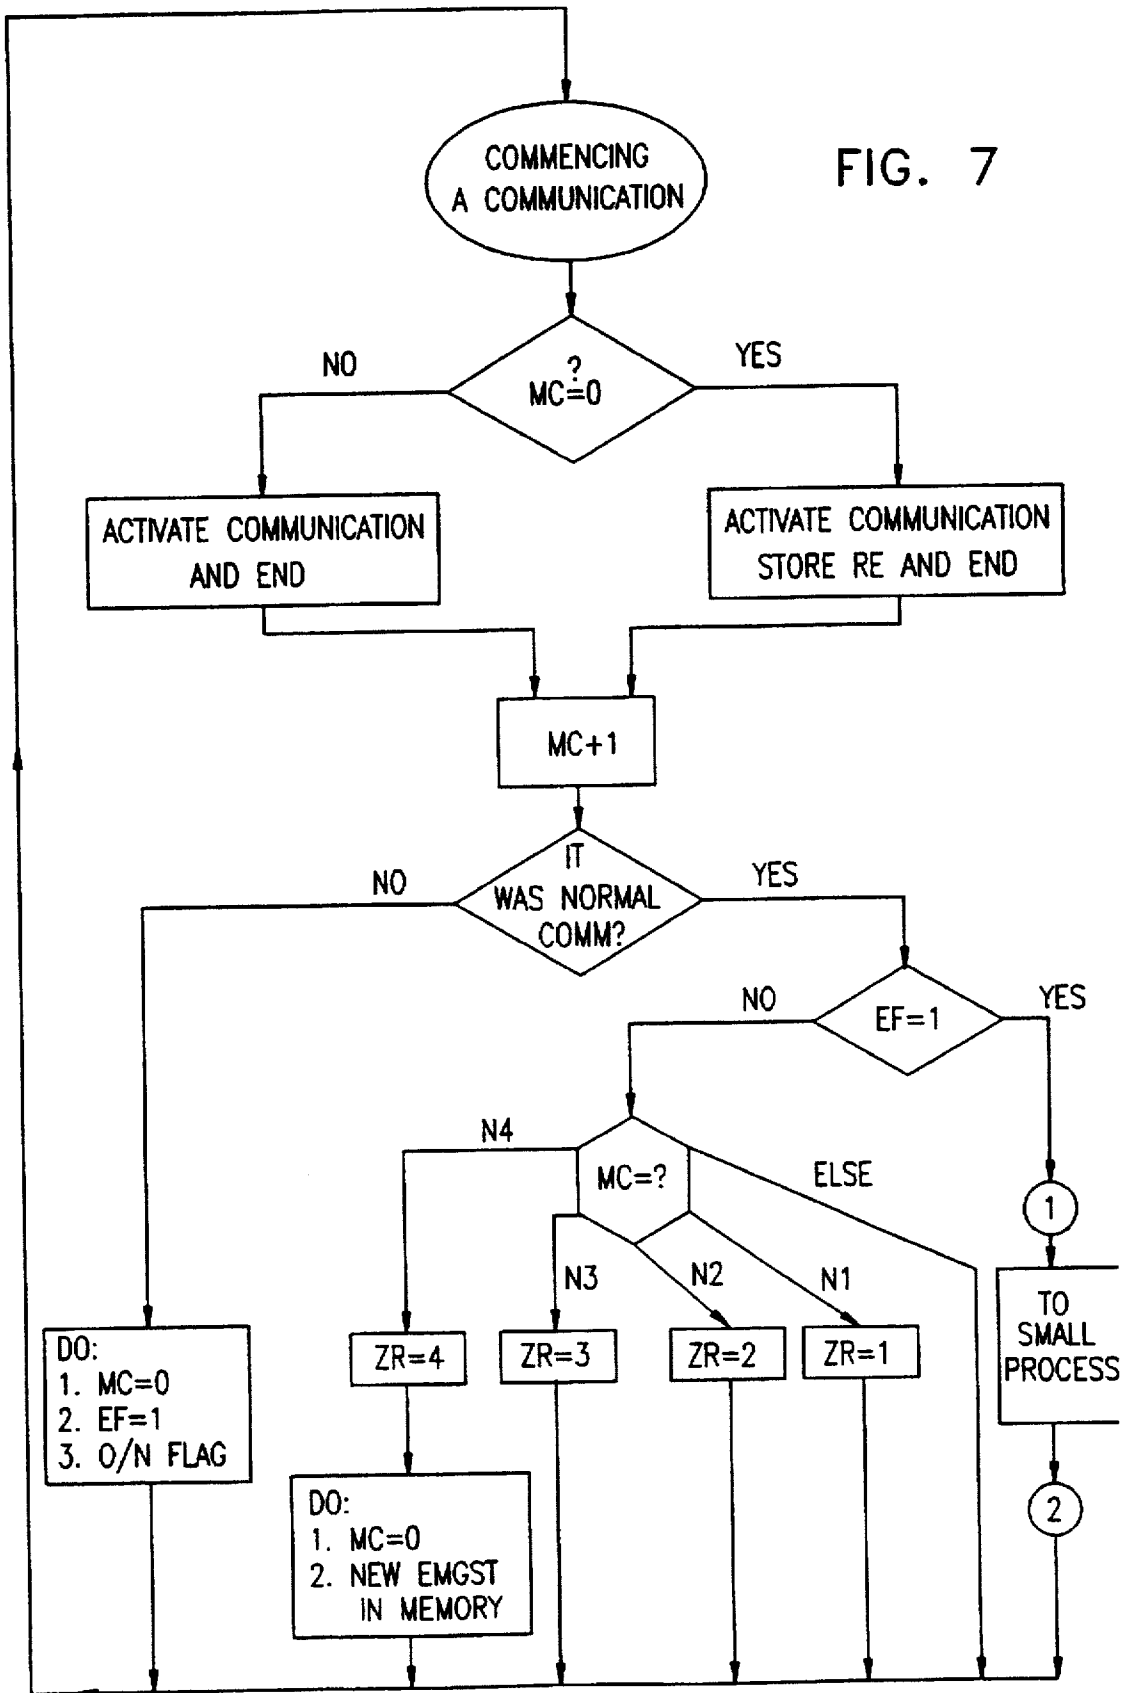 COMMENCING
A COMMUNICATION
FIG. 7
?
MC=0
NO
YES
ACTIVATE COMMUNICATION
AND END
ACTIVATE COMMUNICATION
STORE RE AND END
MC+1
IT
WAS NORMAL
COMM?
NO
YES
EF=1
NO
YES
MC=?
N4
N3
N2
N1
ELSE
1
TO
SMALL
PROCESS
2
ZR=4
ZR=3
ZR=2
ZR=1
DO:
1. MC=0
2. EF=1
3. O/N FLAG
DO:
1. MC=0
2. NEW EMGST
IN MEMORY